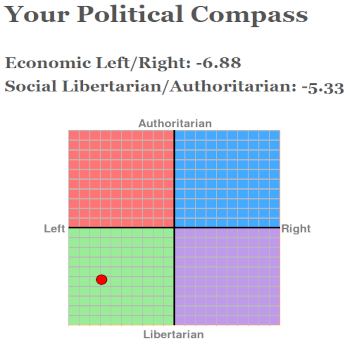 Your Political Compass
Economic Left/Right: -6.88
Social Libertarian/Authoritarian: -5.33
Authoritarian
Left
Right
Libertarian